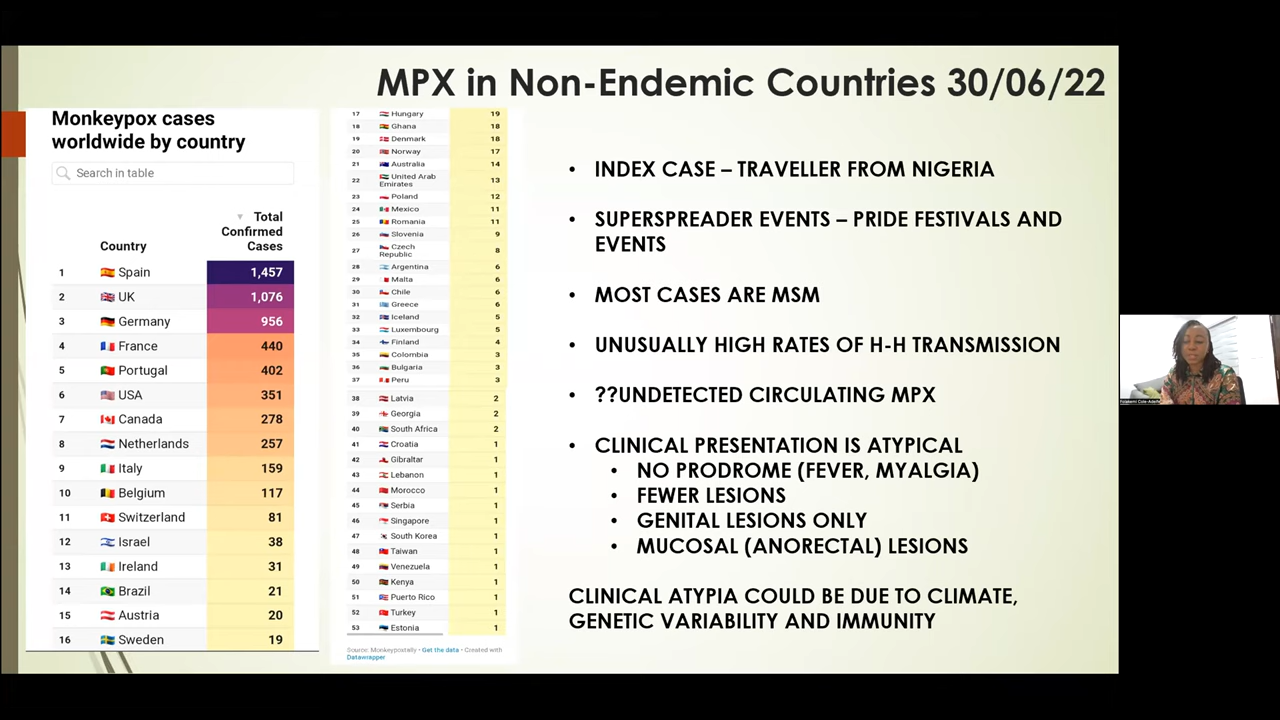 MPX in Non-Endemic Countries 30/06/22
Monkeypox cases
worldwide by country
Search in table
Country
Total
Confirmed
Cases
1 Spain 1,457
2 UK 1,076
3 Germany 956
4 France 440
5 Portugal 402
6 USA 351
7 Canada 278
8 Netherlands 257
9 Italy 159
10 Belgium 117
11 Switzerland 81
12 Israel 38
13 Ireland 31
14 Brazil 21
15 Austria 20
16 Sweden 19
17 Hungary 19
18 Ghana 18
19 Denmark 18
20 Norway 17
21 Australia 14
22 United Arab Emirates 13
23 Poland 12
24 Mexico 11
25 Romania 11
26 Slovenia 9
27 Czech Republic 8
28 Argentina 6
29 Malta 6
30 Chile 6
31 Greece 6
32 Iceland 5
33 Luxembourg 5
34 Finland 4
35 Colombia 3
36 Bulgaria 3
37 Peru 3
38 Latvia 2
39 Georgia 2
40 South Africa 2
41 Croatia 1
42 Gibraltar 1
43 Lebanon 1
44 Morocco 1
45 Serbia 1
46 Singapore 1
47 South Korea 1
48 Taiwan 1
49 Venezuela 1
50 Kenya 1
51 Puerto Rico 1
52 Turkey 1
53 Estonia 1
Source: Monkeypoxtally • Get the data • Created with
Datawrapper
• INDEX CASE – TRAVELLER FROM NIGERIA
• SUPERSPREADER EVENTS – PRIDE FESTIVALS AND
EVENTS
• MOST CASES ARE MSM
• UNUSUALLY HIGH RATES OF H-H TRANSMISSION
• ??UNDETECTED CIRCULATING MPX
• CLINICAL PRESENTATION IS ATYPICAL
• NO PRODROME (FEVER, MYALGIA)
• FEWER LESIONS
• GENITAL LESIONS ONLY
• MUCOSAL (ANORECTAL) LESIONS
CLINICAL ATYPIA COULD BE DUE TO CLIMATE,
GENETIC VARIABILITY AND IMMUNITY